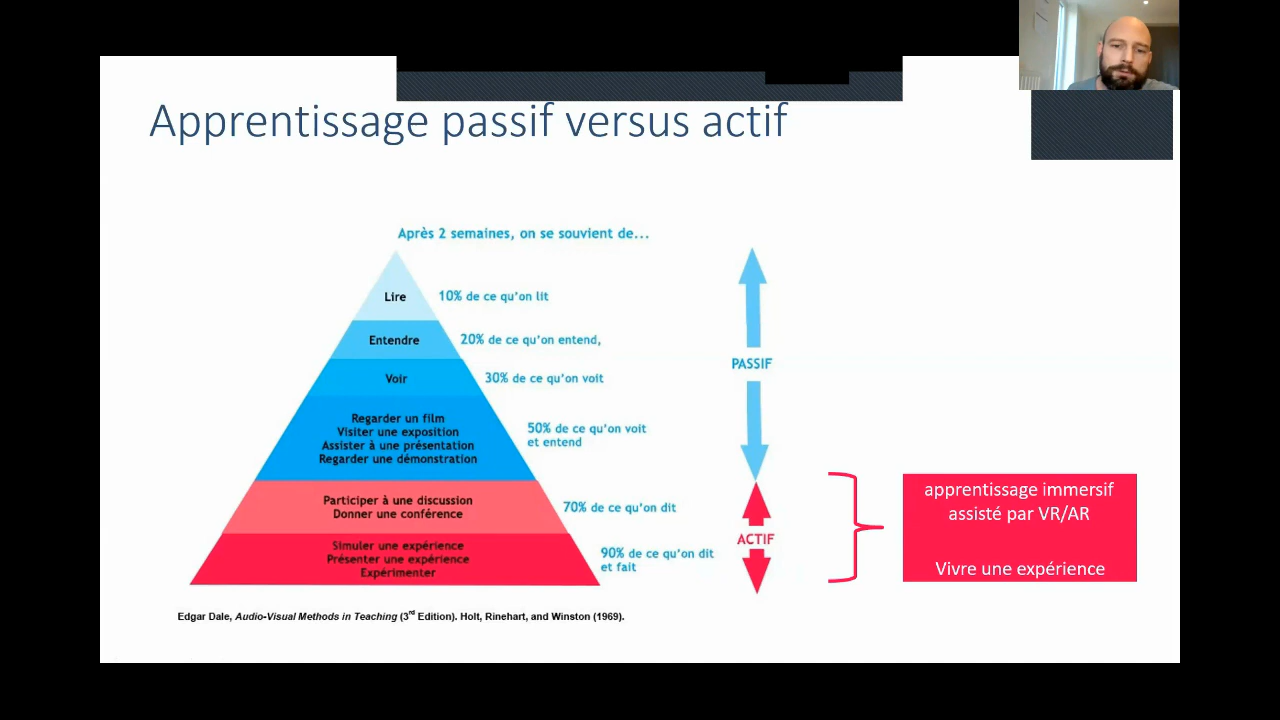 Apprentissage passif versus actif
Après 2 semaines, on se souvient de...
Lire
10% de ce qu'on lit
Entendre
20% de ce qu'on entend,
Voir
30% de ce qu'on voit
Regarder un film
Visiter une exposition
Assister à une présentation
Regarder une démonstration
50% de ce qu'on voit
et entend
Participer à une discussion
Donner une conférence
70% de ce qu'on dit
Simuler une expérience
Présenter une expérience
Expérimenter
90% de ce qu'on dit
et fait
PASSIF
ACTIF
apprentissage immersif
assisté par VR/AR
Vivre une expérience
Edgar Dale, Audio-Visual Methods in Teaching (3rd Edition). Holt, Rinehart, and Winston (1969).